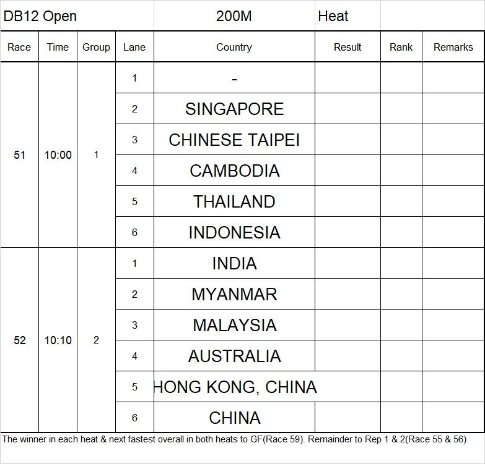 DB12 Open 200M Heat
Race Time Group Lane Country Result Rank Remarks
51 10:00 1
1 -
2 SINGAPORE
3 CHINESE TAIPEI
4 CAMBODIA
5 THAILAND
6 INDONESIA
52 10:10 2
1 INDIA
2 MYANMAR
3 MALAYSIA
4 AUSTRALIA
5 HONG KONG, CHINA
6 CHINA
The winner in each heat & next fastest overall in both heats to GF(Race 59). Remainder to Rep 1 & 2(Race 55 & 56)